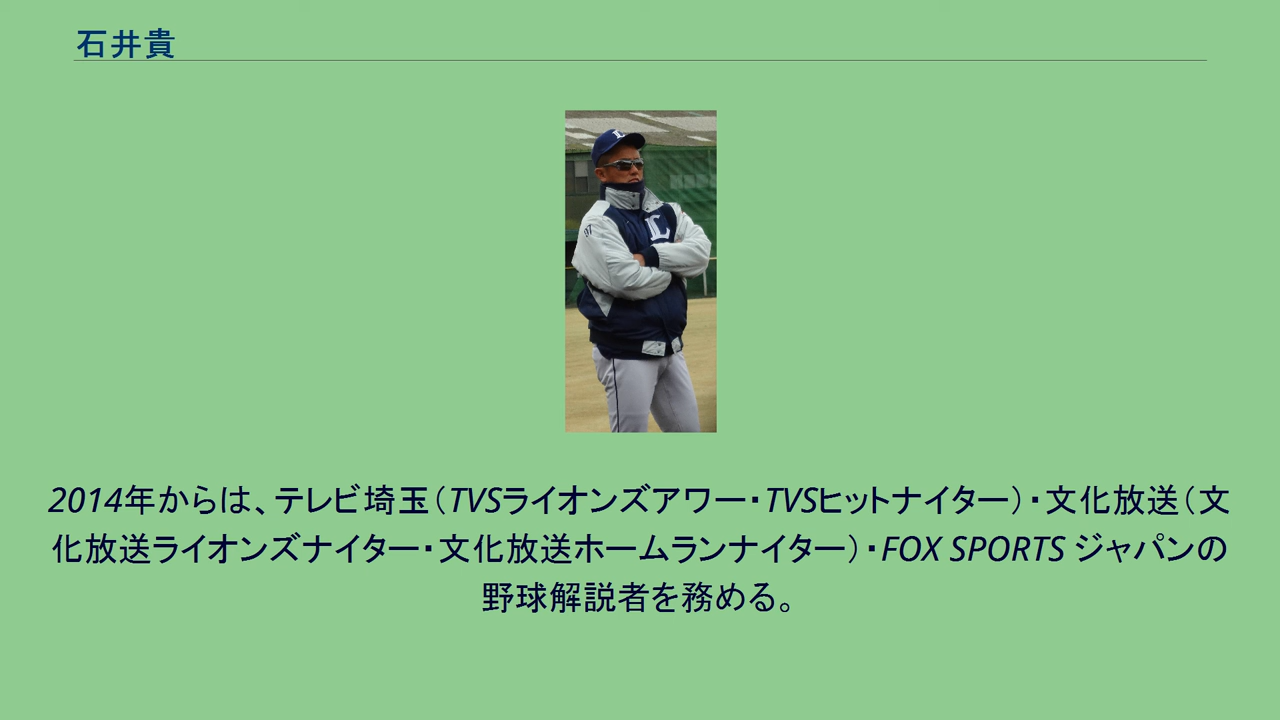 石井貴
L
L
97
2014年からは、テレビ埼玉（TVSライオンズアワー・TVSヒットナイター）・文化放送（文
化放送ライオンズナイター・文化放送ホームランナイター）・FOX SPORTS ジャパンの
野球解説者を務める。